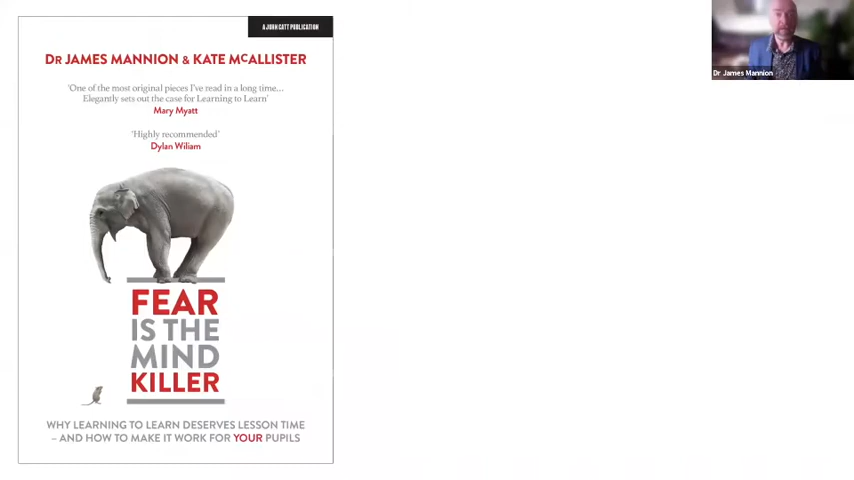 A JOHN CATT PUBLICATION
DR JAMES MANNION & KATE MCALLISTER
'One of the most original pieces I've read in a long time...
Elegantly sets out the case for Learning to Learn'
Mary Myatt
'Highly recommended'
Dylan Wiliam
FEAR
IS THE
MIND
KILLER
WHY LEARNING TO LEARN DESERVES LESSON TIME
– AND HOW TO MAKE IT WORK FOR YOUR PUPILS
Dr James Mannion